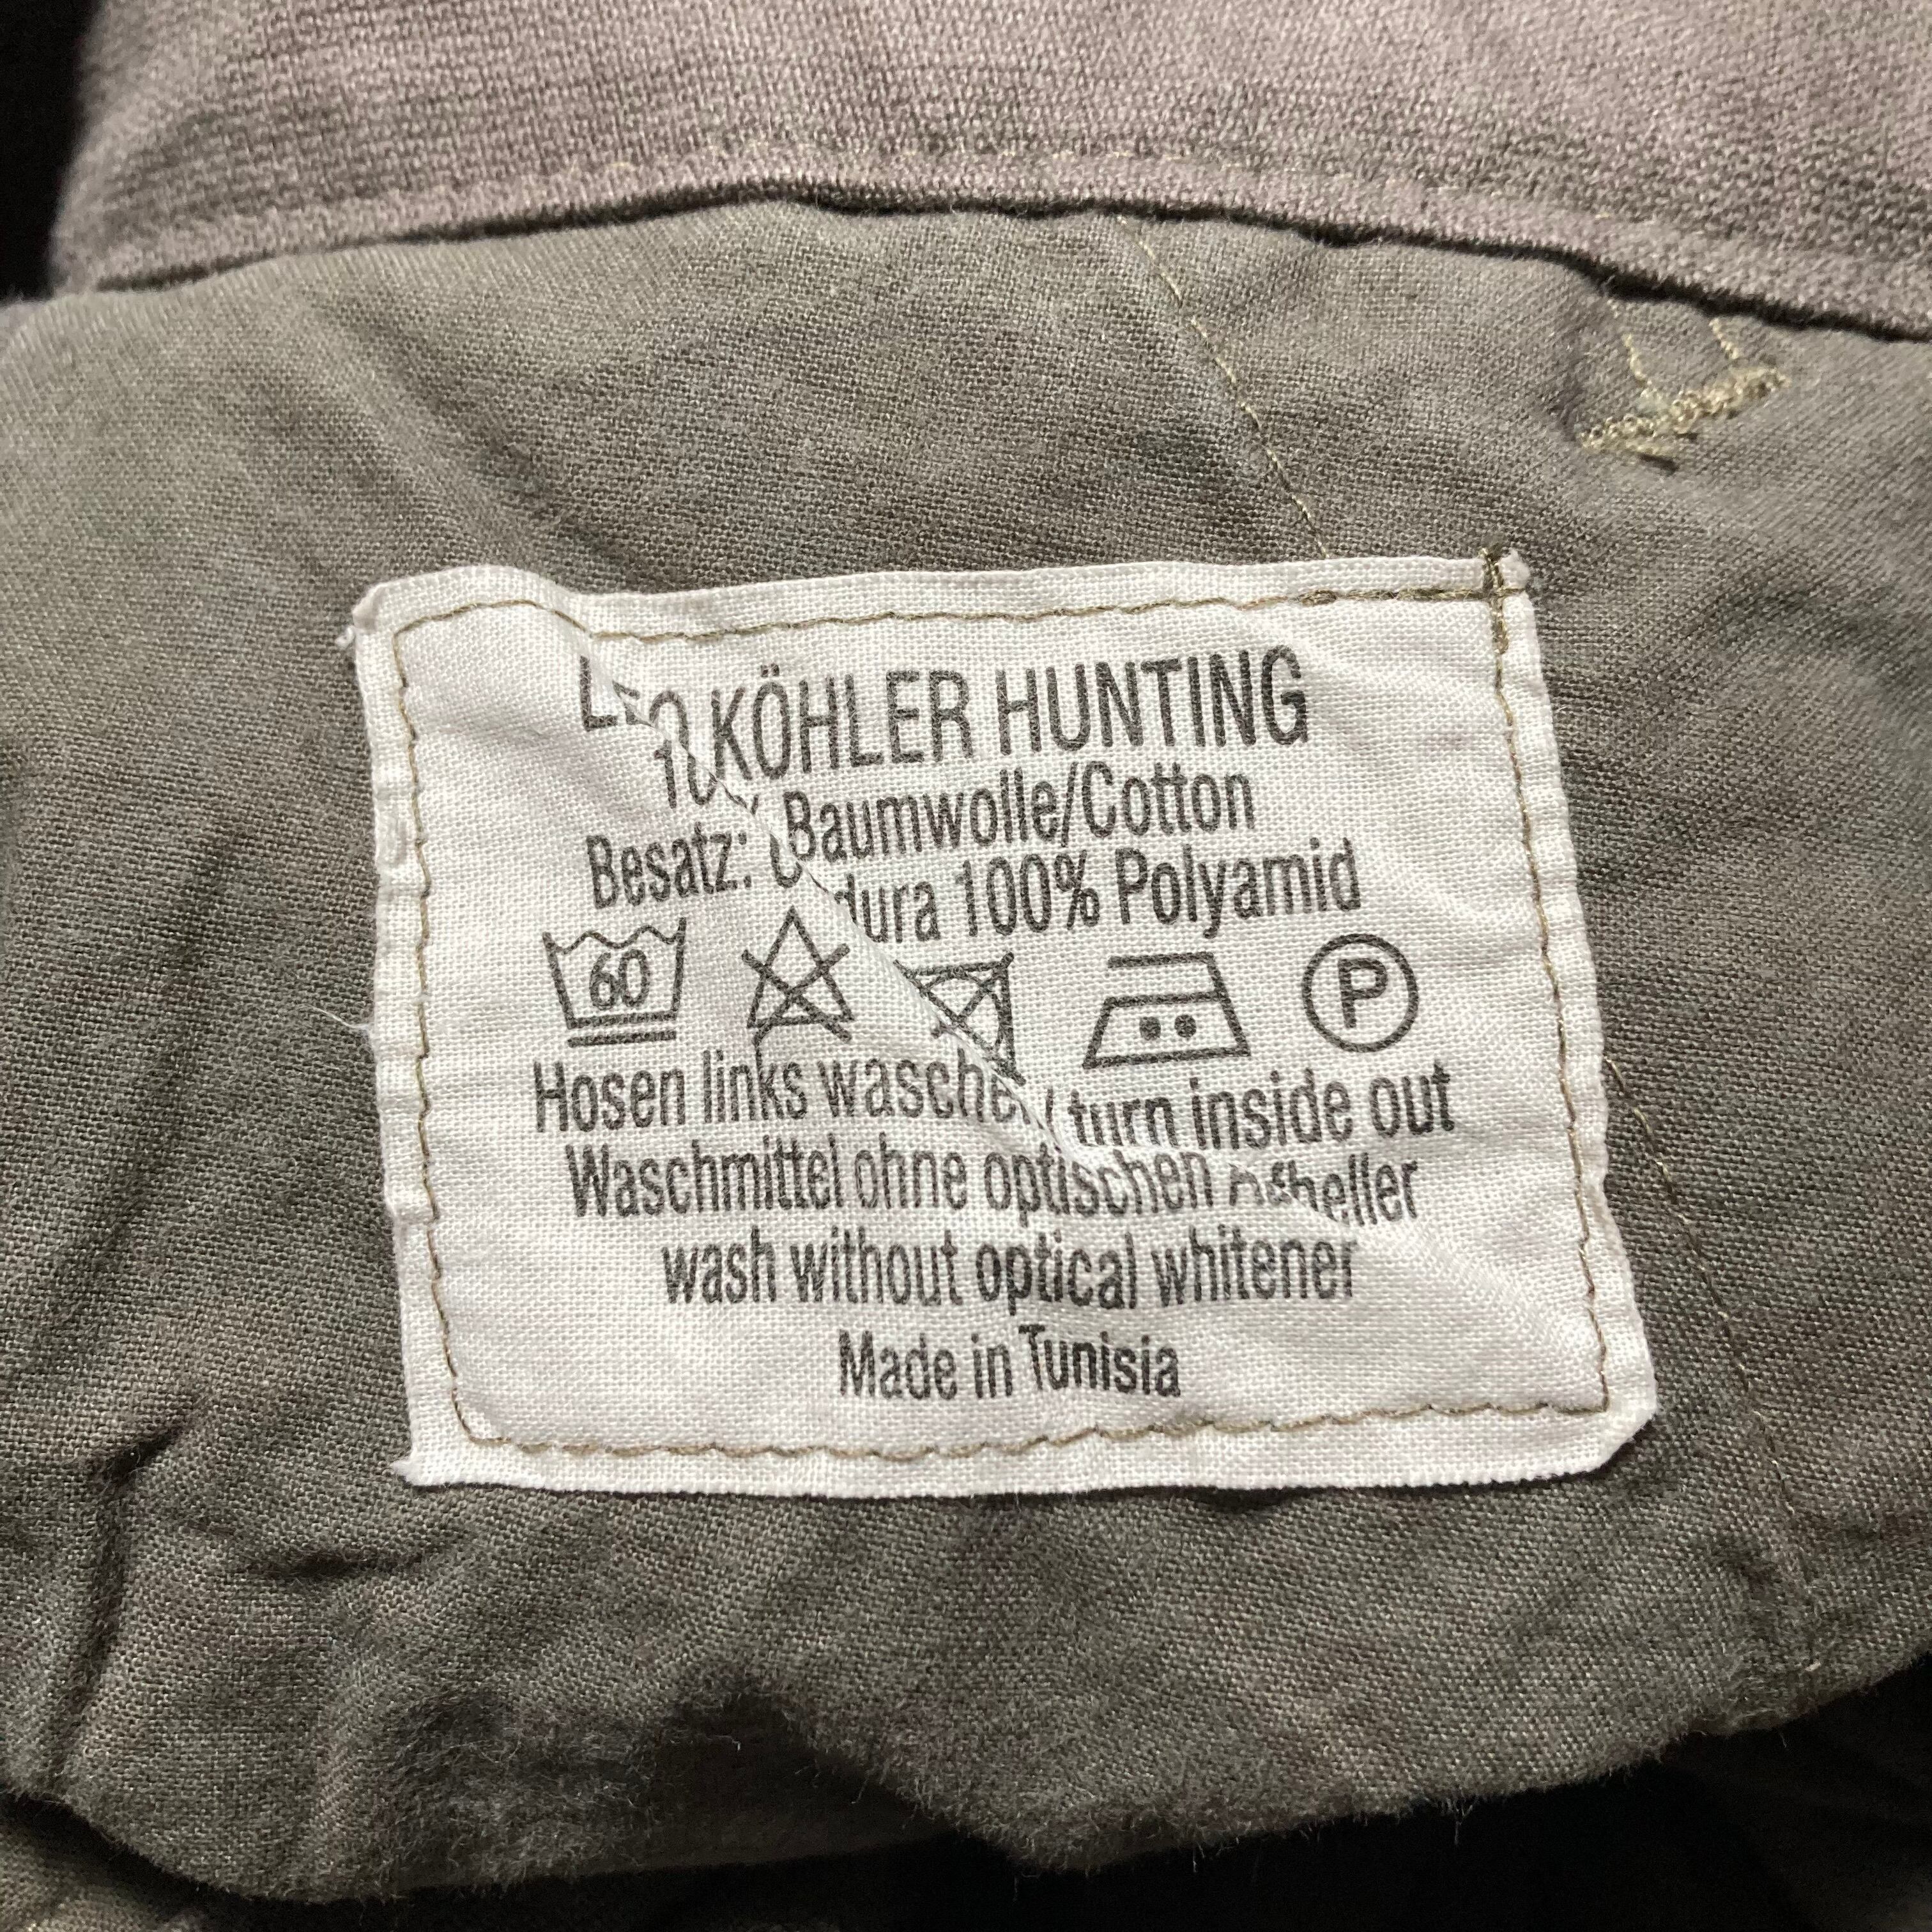 KÖHLER HUNTING
Baumwolle/Cotton
Besatz: 100% Polyamid
60
P
Hosen links waschen / turn inside out
Waschmittel ohne optischen
wash without optical whitener
Made in Tunisia